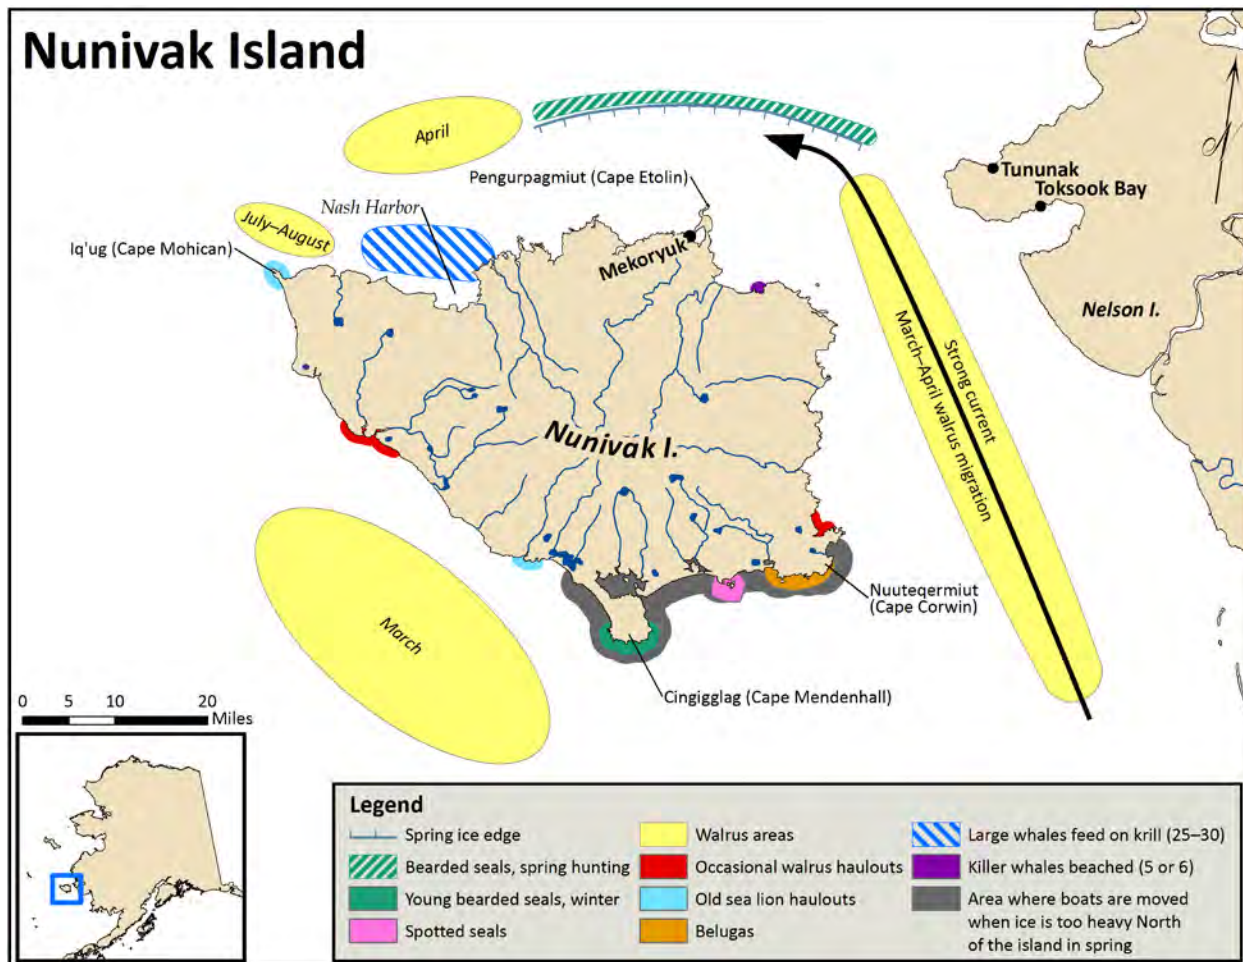 Nunivak Island
April
Pengurpagmiut (Cape Etolin)
Tununak
Toksook Bay
Nash Harbor
July–August
Iq'ug (Cape Mohican)
Mekoryuk
Nelson I.
Strong current
March–April walrus migration
Nunivak I.
March
Nuuteqermiut
(Cape Corwin)
Cingigglag (Cape Mendenhall)
0 5 10 20
Miles
N
Legend
Spring ice edge
Bearded seals, spring hunting
Young bearded seals, winter
Spotted seals
Walrus areas
Occasional walrus haulouts
Old sea lion haulouts
Belugas
Large whales feed on krill (25–30)
Killer whales beached (5 or 6)
Area where boats are moved
when ice is too heavy North
of the island in spring